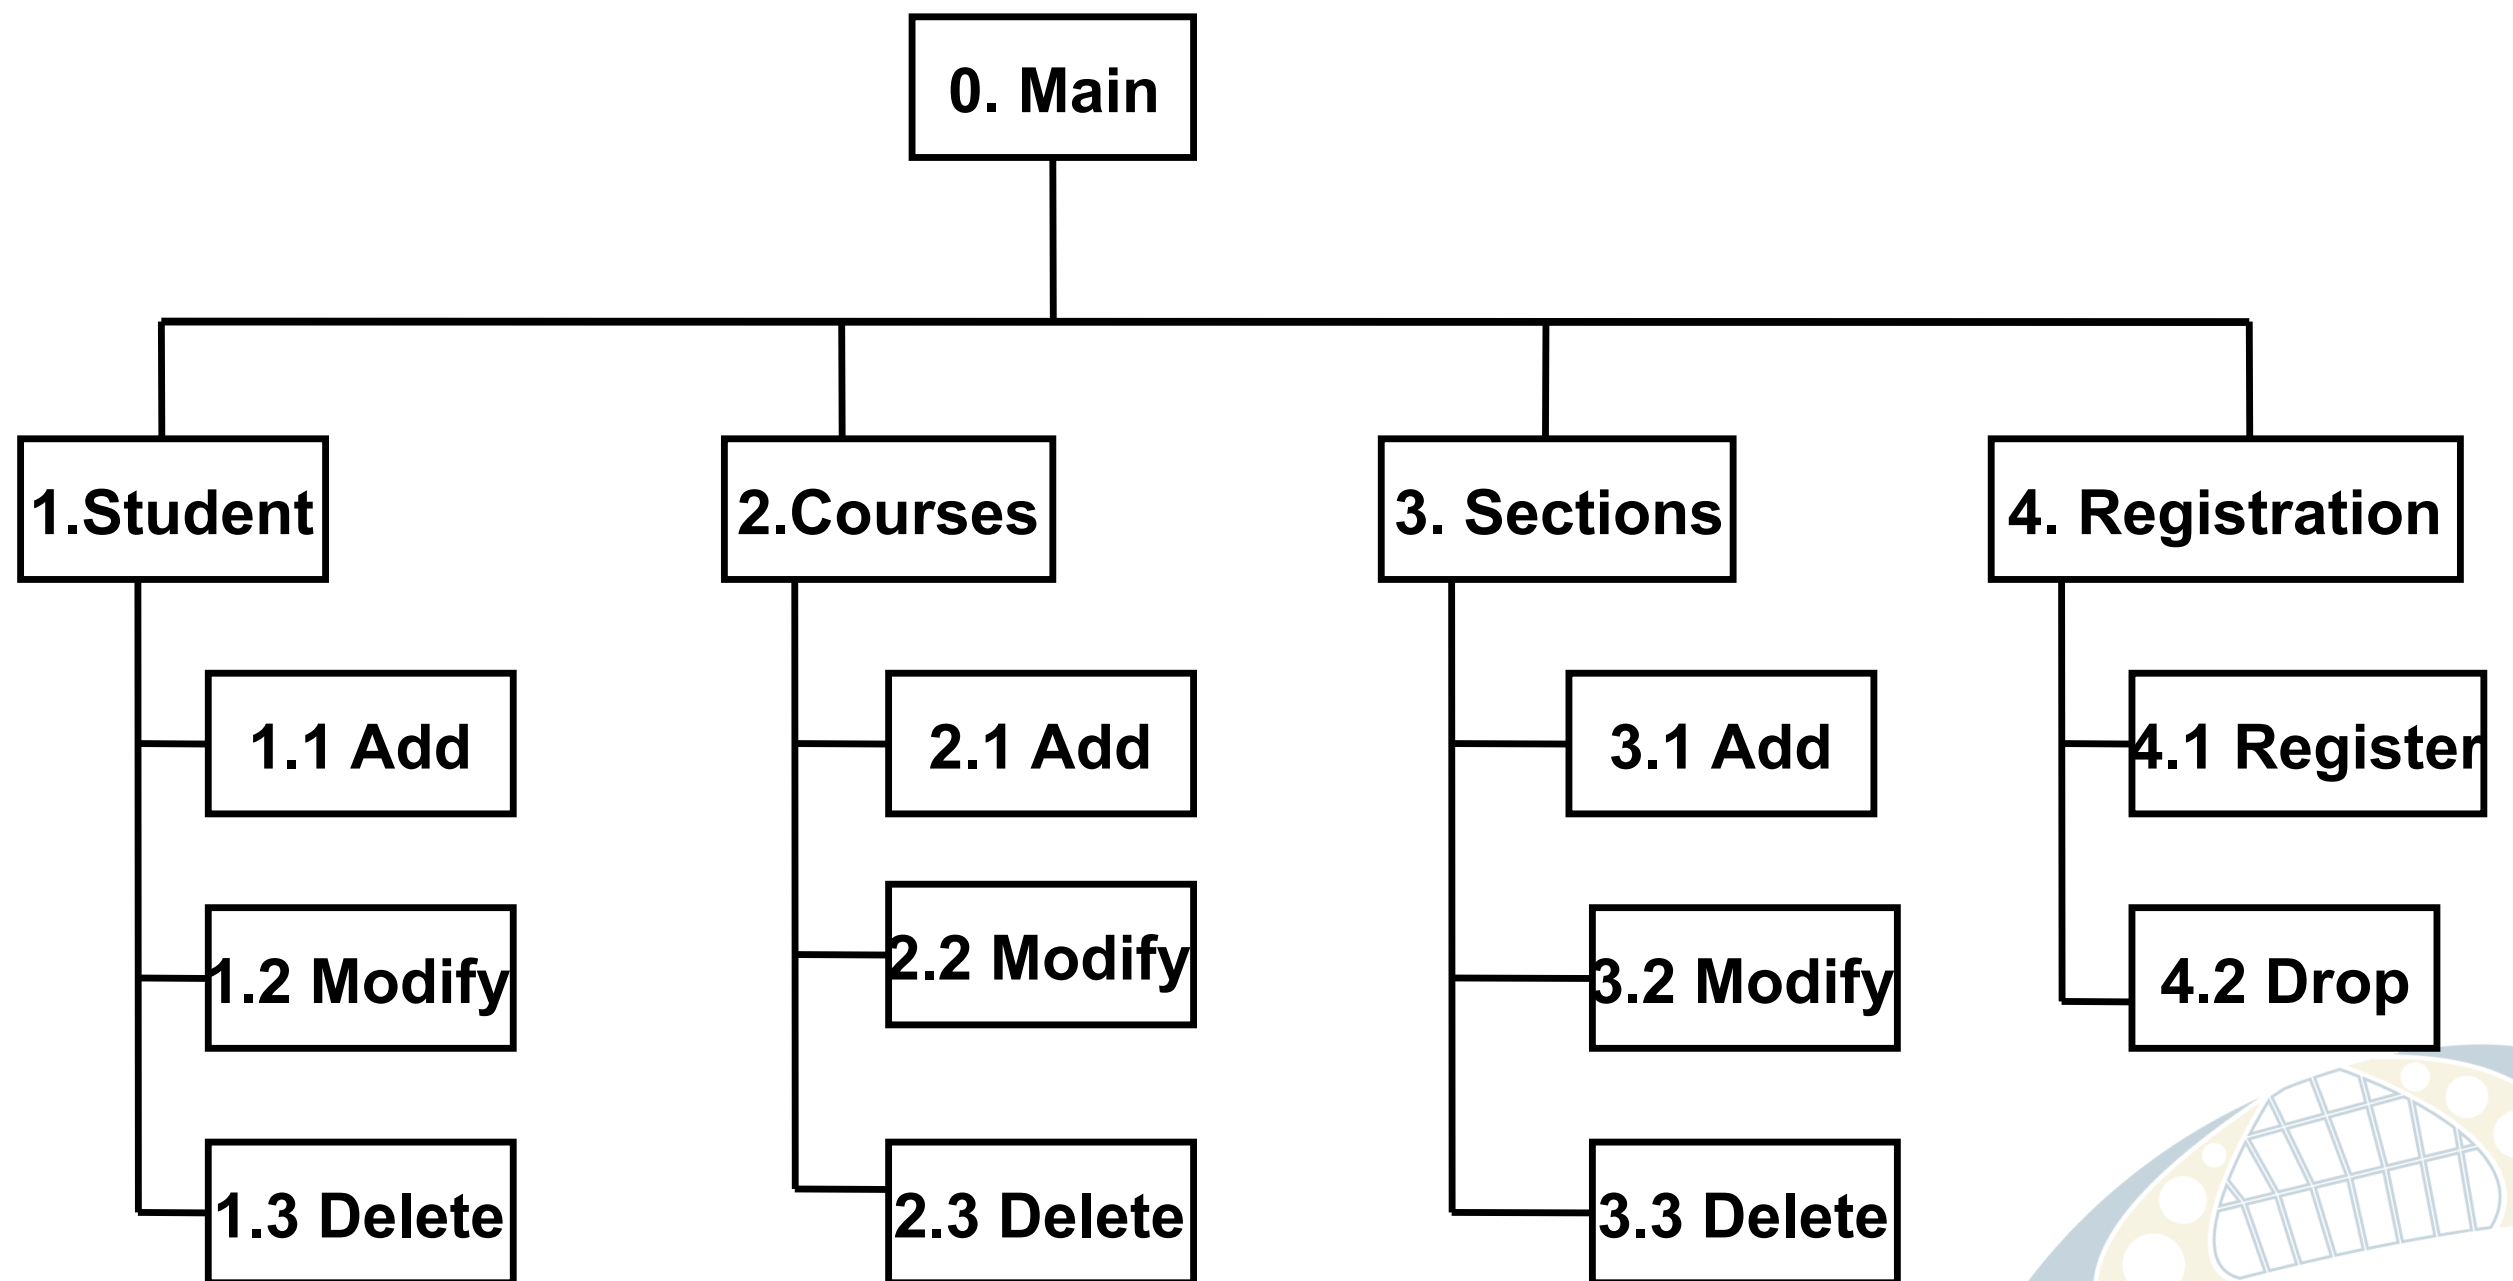 0. Main
1.Student
2.Courses
3. Sections
4. Registration
1.1 Add
2.1 Add
3.1 Add
4.1 Register
1.2 Modify
2.2 Modify
3.2 Modify
4.2 Drop
1.3 Delete
2.3 Delete
3.3 Delete